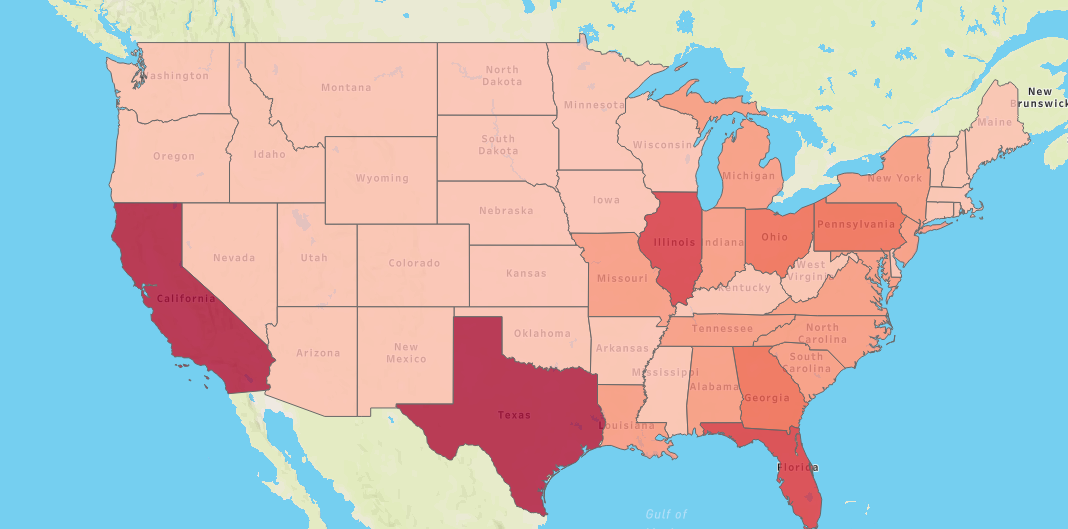 Washington
Montana
North
Dakota
Minnesota
Maine
New
Brunswick
Oregon
Idaho
South
Dakota
Wisconsin
Michigan
New York
Wyoming
Nebraska
Iowa
Nevada
Utah
Colorado
Kansas
Missouri
Illinois
Indiana
Ohio
Pennsylvania
West
Virginia
Kentucky
California
Arizona
New
Mexico
Oklahoma
Arkansas
Tennessee
North
Carolina
South
Carolina
Mississippi
Alabama
Georgia
Texas
Louisiana
Florida
Gulf of